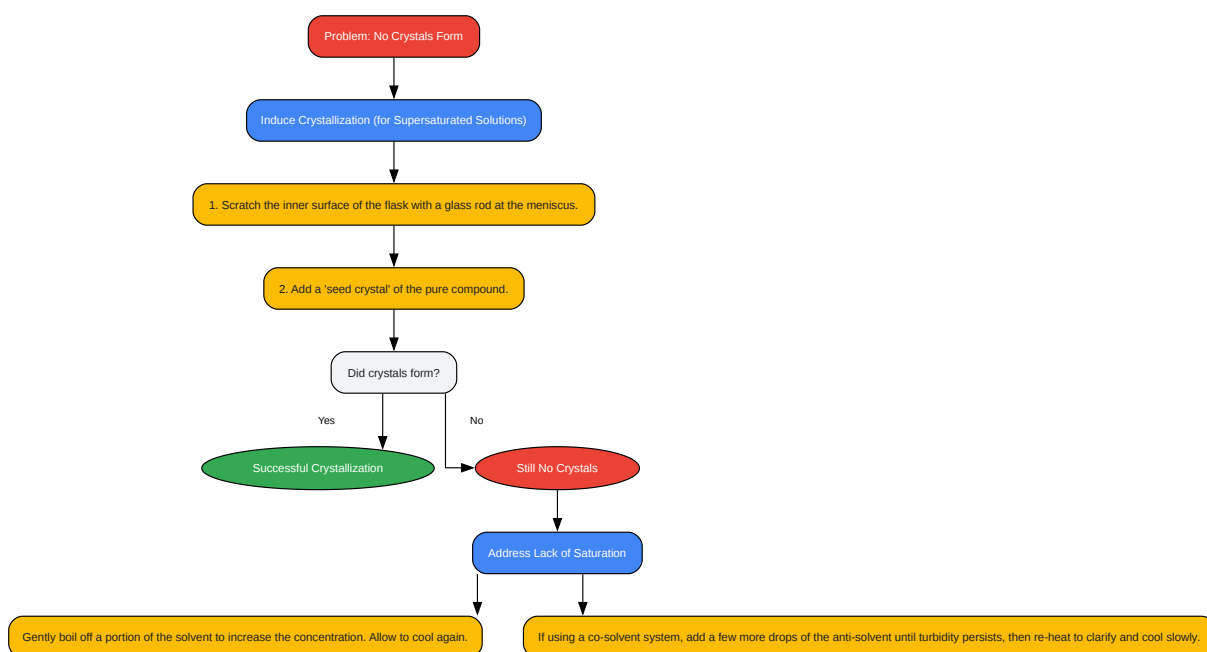 Problem: No Crystals Form
Induce Crystallization (for Supersaturated Solutions)
1. Scratch the inner surface of the flask with a glass rod at the meniscus.
2. Add a 'seed crystal' of the pure compound.
Did crystals form?
Yes
No
Successful Crystallization
Still No Crystals
Address Lack of Saturation
Gently boil off a portion of the solvent to increase the concentration. Allow to cool again.
If using a co-solvent system, add a few more drops of the anti-solvent until turbidity persists, then re-heat to clarify and cool slowly.